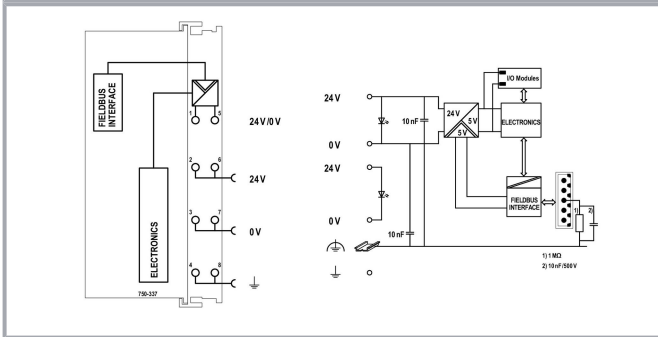 FIELDBUS
INTERFACE
ELECTRONICS
750-337
1 5
24 V /0 V
2 6
24 V
3 7
0 V
4 8
24 V
10 nF
0 V
24 V
0 V
10 nF
24 V
5 V
5 V
I/O Modules
ELECTRONICS
FIELDBUS
INTERFACE
1)
2)
1) 1 MΩ
2) 10 nF/500 V